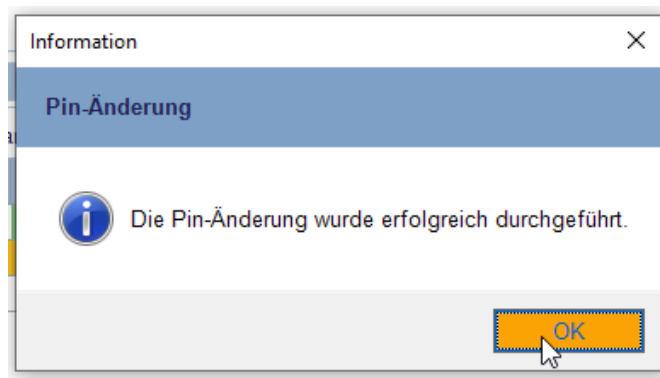 Information
Pin-Änderung
Die Pin-Änderung wurde erfolgreich durchgeführt.
OK